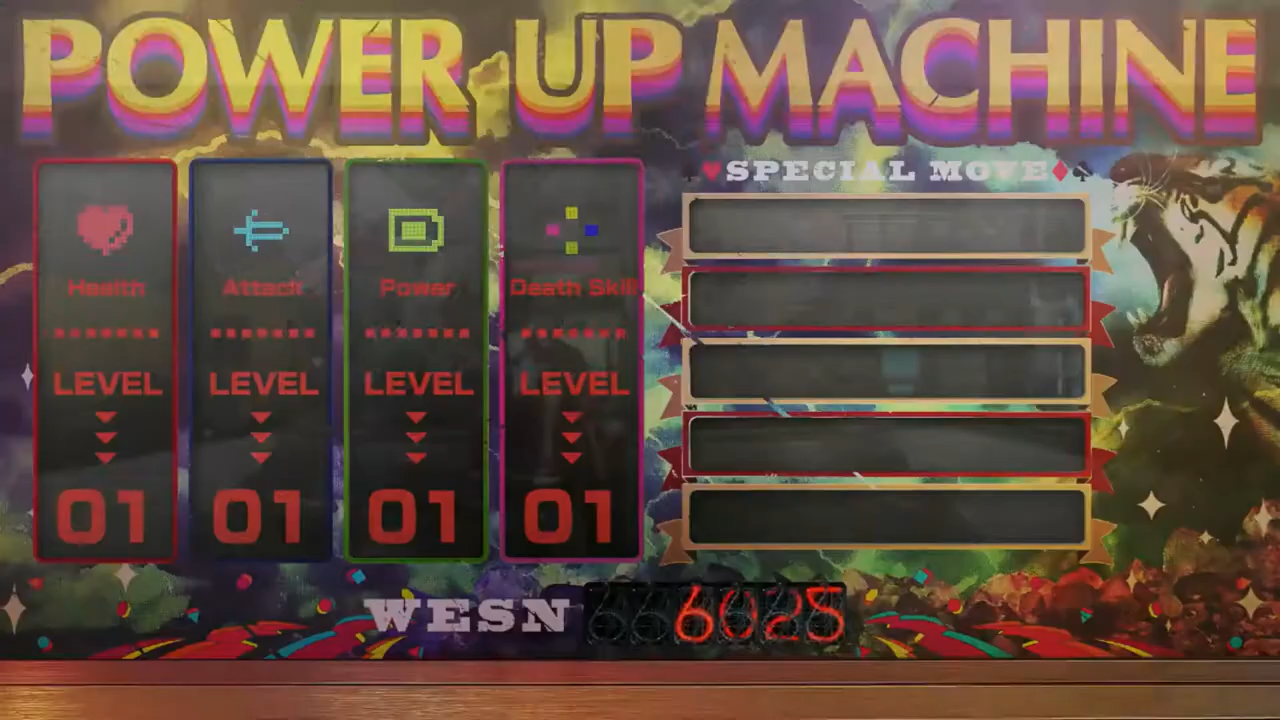 POWER UP MACHINE
SPECIAL MOVE
Health Attack Power Death Skill
LEVEL LEVEL LEVEL LEVEL
01 01 01 01
WESN 6025